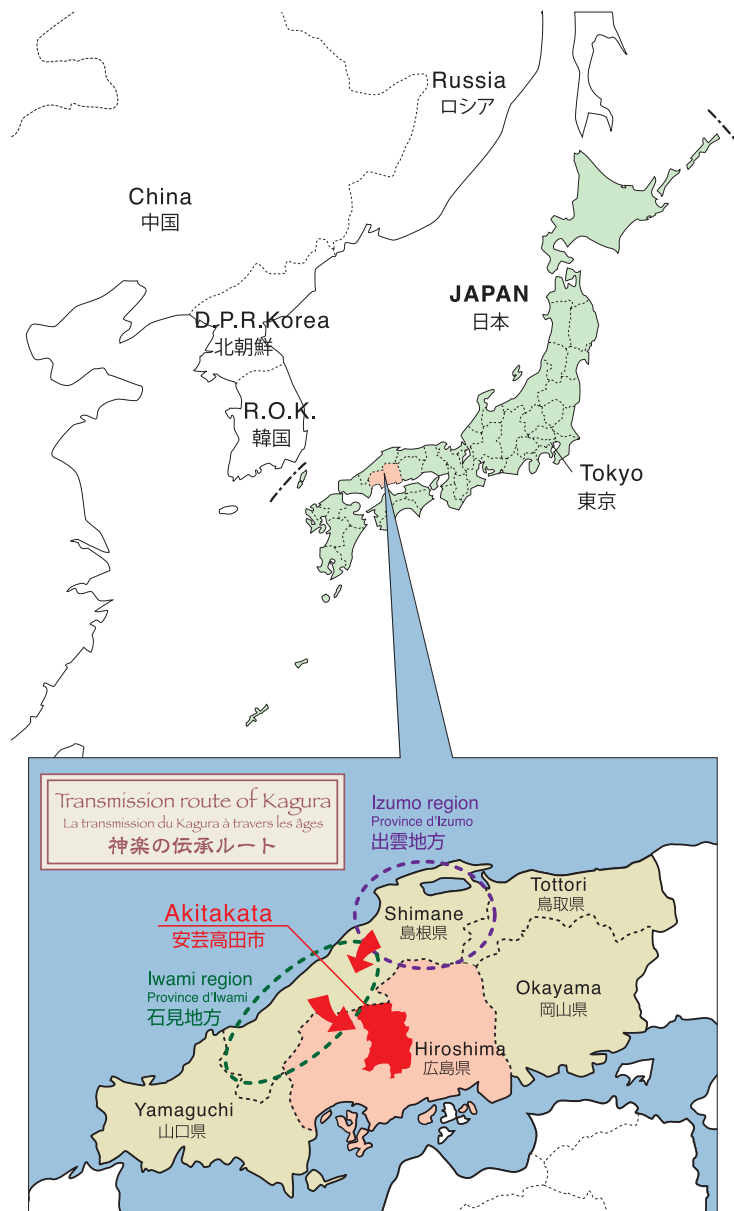 Russia
ロシア
China
中国
JAPAN
日本
D.P.R.Korea
北朝鮮
R.O.K.
韓国
Tokyo
東京
Transmission route of Kagura
La transmission du Kagura à travers les âges
神楽の伝承ルート
Izumo region
Province d'Izumo
出雲地方
Tottori
鳥取県
Shimane
島根県
Akitakata
安芸高田市
Iwami region
Province d'Iwami
石見地方
Okayama
岡山県
Hiroshima
広島県
Yamaguchi
山口県